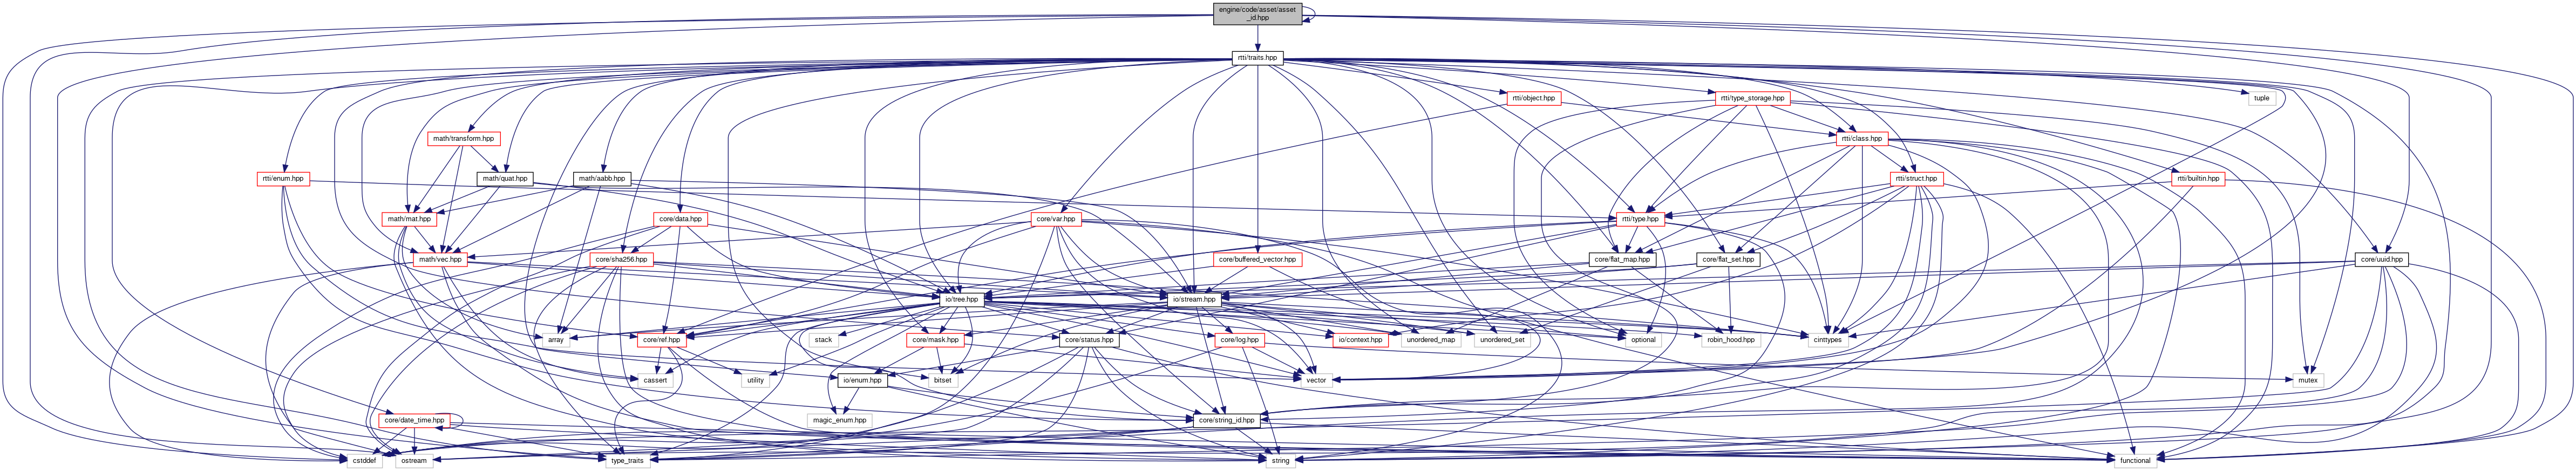 engine/code/asset/asset
_id.hpp
rtti/traits.hpp
rtti/object.hpp
rtti/type_storage.hpp
tuple
math/transform.hpp
rtti/class.hpp
rtti/enum.hpp
math/quat.hpp
math/aabb.hpp
rtti/struct.hpp
rtti/builtin.hpp
math/mat.hpp
core/data.hpp
core/var.hpp
rtti/type.hpp
math/vec.hpp
core/sha256.hpp
core/buffered_vector.hpp
core/flat_map.hpp
core/flat_set.hpp
core/uuid.hpp
io/tree.hpp
io/stream.hpp
array
core/ref.hpp
stack
core/mask.hpp
core/status.hpp
core/log.hpp
io/context.hpp
unordered_map
unordered_set
optional
robin_hood.hpp
cinttypes
cassert
utility
io/enum.hpp
bitset
vector
mutex
core/date_time.hpp
magic_enum.hpp
core/string_id.hpp
cstddef
ostream
type_traits
string
functional